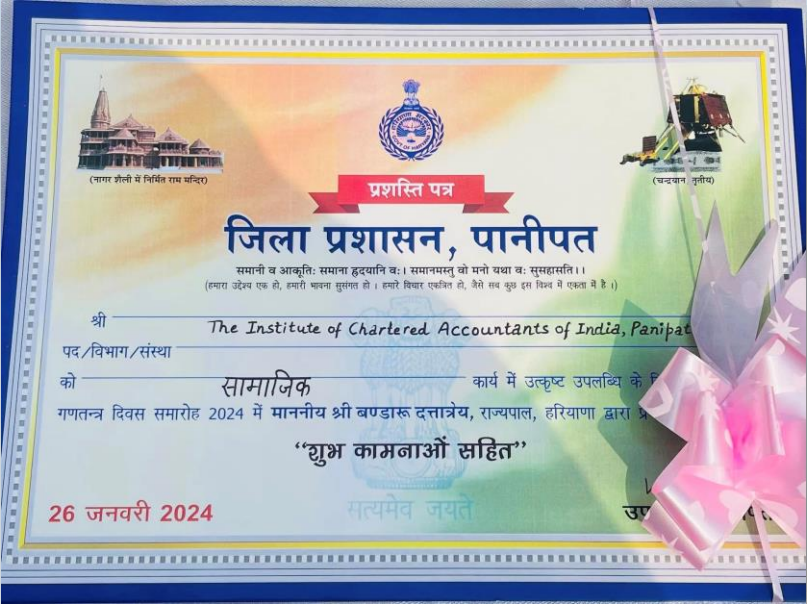 (नागर शैली में निर्मित राम मन्दिर)
(चन्द्रयान तृतीय)
प्रशस्ति पत्र
जिला प्रशासन, पानीपत
समानी व आकृतिः समाना हृदयानि वः। समानमस्तु वो मनो यथा वः सुसहासति।।
(हमारा उद्देश्य एक हो, हमारी भावना सुसंगत हो। हमारे विचार एकत्रित हो, जैसे सब कुछ इस विश्व में एकता में है।)
श्री The Institute of Chartered Accountants of India, Panipat
पद/विभाग/संस्था
को सामाजिक कार्य में उत्कृष्ट उपलब्धि के
गणतन्त्र दिवस समारोह 2024 में माननीय श्री बण्डारू दत्तात्रेय, राज्यपाल, हरियाणा द्वारा
“शुभ कामनाओं सहित”
26 जनवरी 2024
सत्यमेव जयते